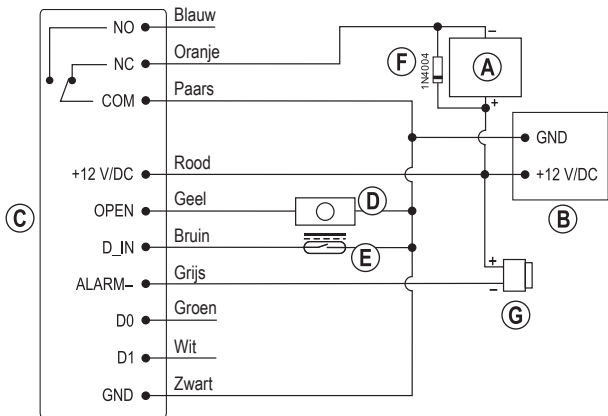 NO Blauw
NC Oranje
COM Paars
+12 V/DC Rood
OPEN Geel
D_IN Bruin
ALARM– Grijs
D0 Groen
D1 Wit
GND Zwart
C
F
1N4004
–
A
+
GND
+12 V/DC
B
D
E
+
–
G